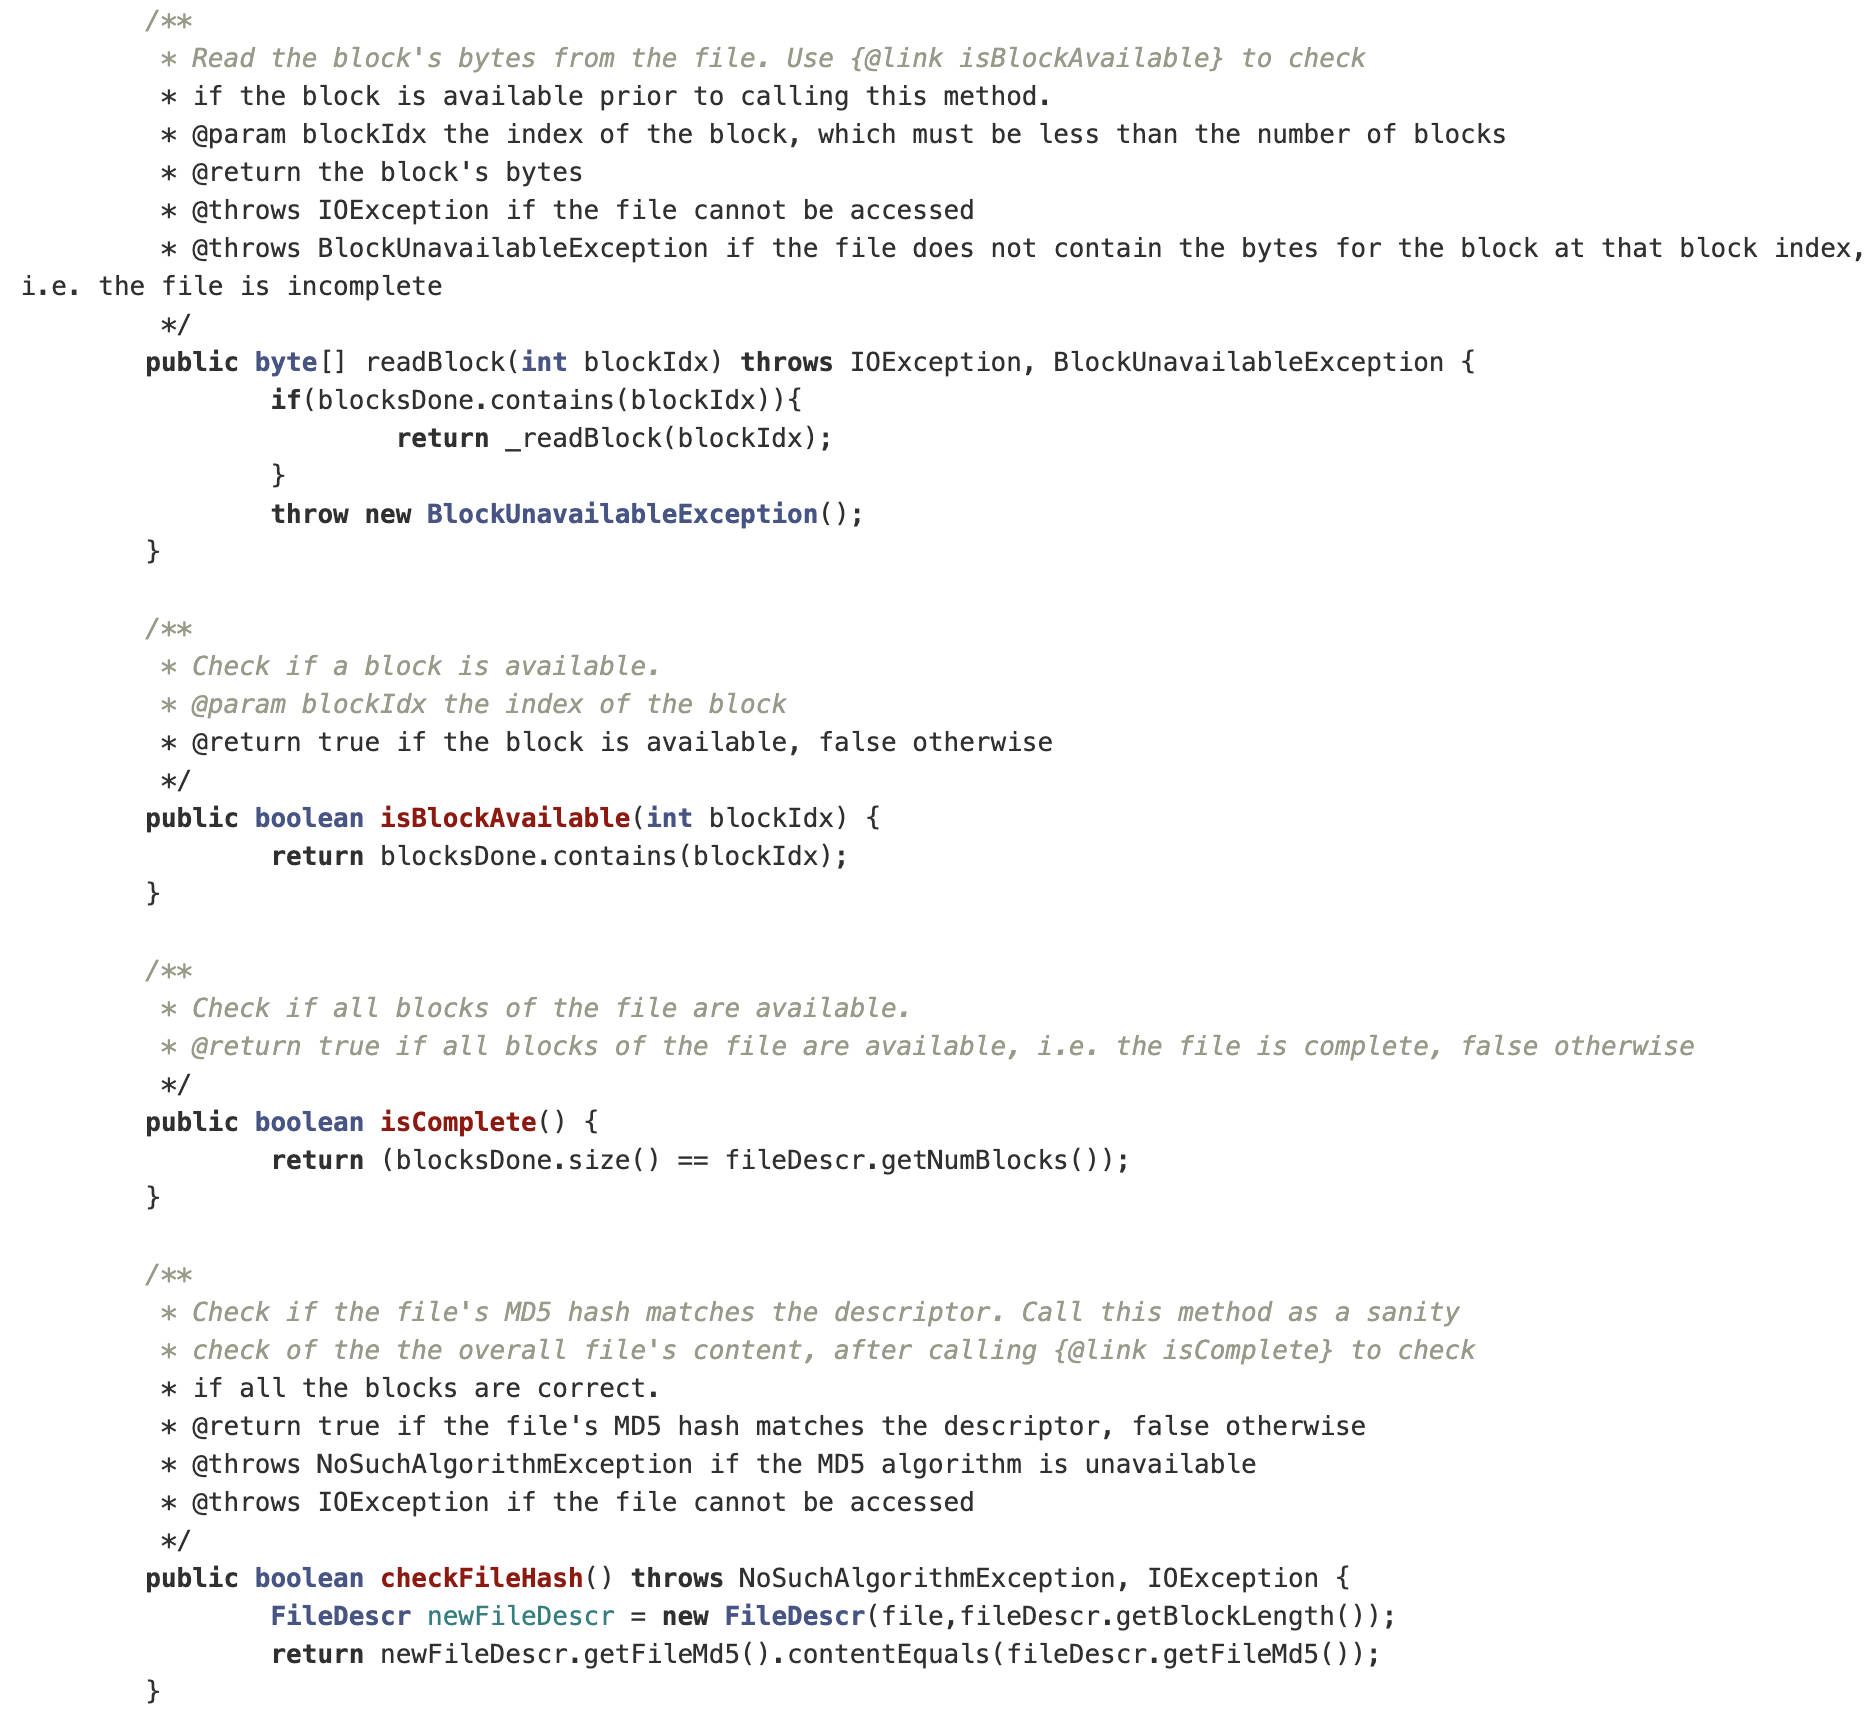 /**
 * Read the block's bytes from the file. Use {@link isBlockAvailable} to check
 * if the block is available prior to calling this method.
 * @param blockIdx the index of the block, which must be less than the number of blocks
 * @return the block's bytes
 * @throws IOException if the file cannot be accessed
 * @throws BlockUnavailableException if the file does not contain the bytes for the block at that block index,
i.e. the file is incomplete
 */
public byte[] readBlock(int blockIdx) throws IOException, BlockUnavailableException {
        if(blocksDone.contains(blockIdx)){
                return _readBlock(blockIdx);
        }
        throw new BlockUnavailableException();
}

/**
 * Check if a block is available.
 * @param blockIdx the index of the block
 * @return true if the block is available, false otherwise
 */
public boolean isBlockAvailable(int blockIdx) {
        return blocksDone.contains(blockIdx);
}

/**
 * Check if all blocks of the file are available.
 * @return true if all blocks of the file are available, i.e. the file is complete, false otherwise
 */
public boolean isComplete() {
        return (blocksDone.size() == fileDescr.getNumBlocks());
}

/**
 * Check if the file's MD5 hash matches the descriptor. Call this method as a sanity
 * check of the the overall file's content, after calling {@link isComplete} to check
 * if all the blocks are correct.
 * @return true if the file's MD5 hash matches the descriptor, false otherwise
 * @throws NoSuchAlgorithmException if the MD5 algorithm is unavailable
 * @throws IOException if the file cannot be accessed
 */
public boolean checkFileHash() throws NoSuchAlgorithmException, IOException {
        FileDescr newFileDescr = new FileDescr(file,fileDescr.getBlockLength());
        return newFileDescr.getFileMd5().contentEquals(fileDescr.getFileMd5());
}